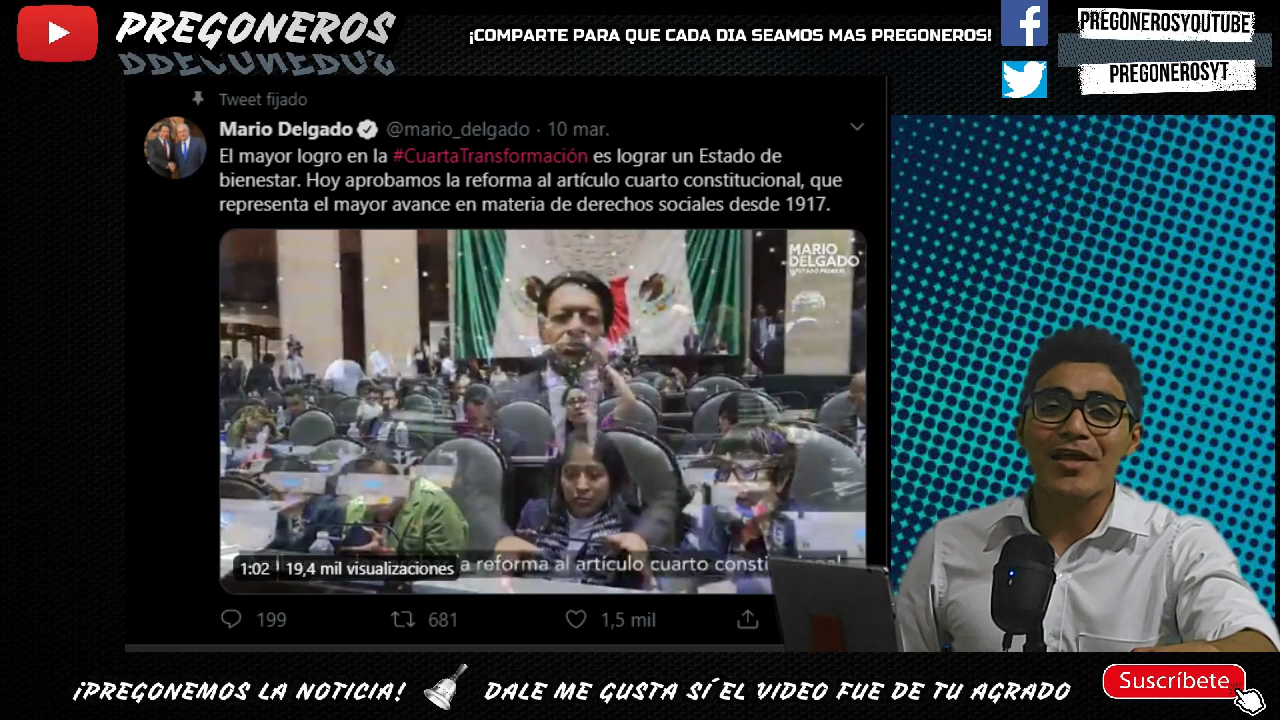 PREGONEROS
¡COMPARTE PARA QUE CADA DIA SEAMOS MAS PREGONEROS!
PREGONEROSYOUTUBE
PREGONEROSYT
Tweet fijado
Mario Delgado @mario_delgado · 10 mar.
El mayor logro en la #CuartaTransformación es lograr un Estado de
bienestar. Hoy aprobamos la reforma al artículo cuarto constitucional, que
representa el mayor avance en materia de derechos sociales desde 1917.
MARIO
DELGADO
DIPUTADO FEDERAL
1:02 19,4 mil visualizaciones
a reforma al artículo cuarto consti
199 681 1,5 mil
¡PREGONEMOS LA NOTICIA! DALE ME GUSTA SÍ EL VIDEO FUE DE TU AGRADO
Suscríbete